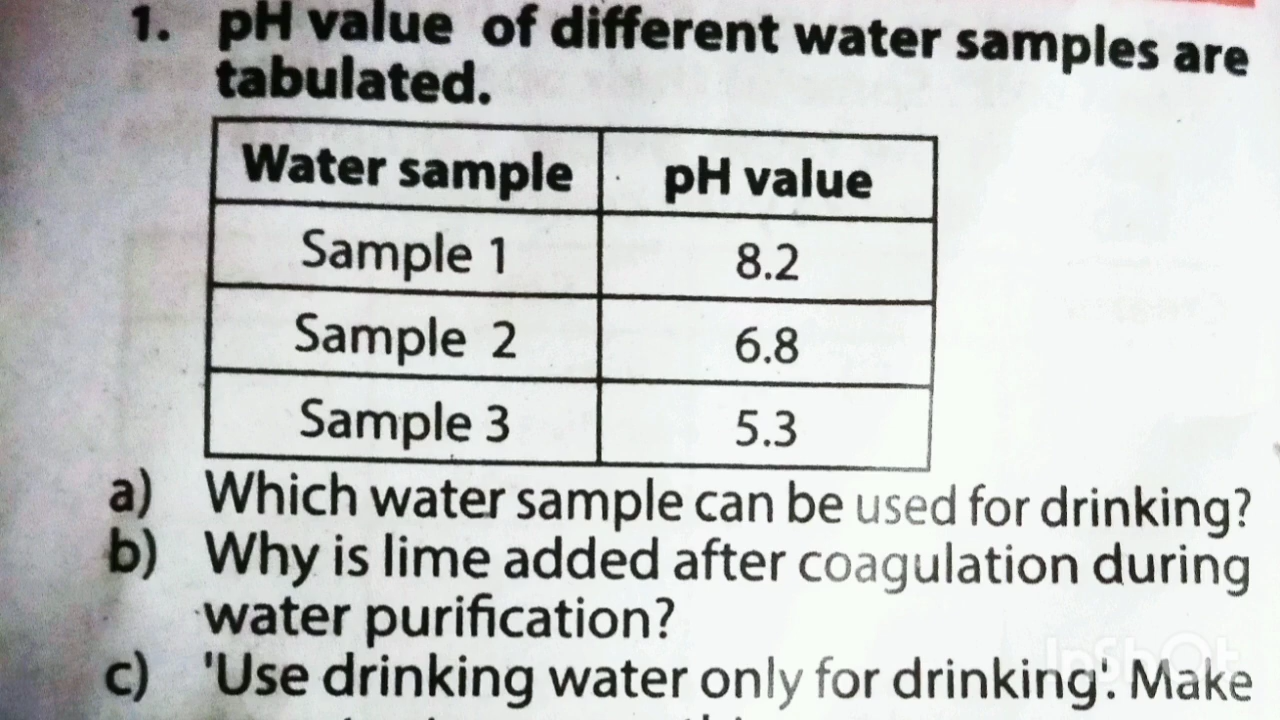 1. pH value of different water samples are
tabulated.
Water sample pH value
Sample 1 8.2
Sample 2 6.8
Sample 3 5.3
a) Which water sample can be used for drinking?
b) Why is lime added after coagulation during
water purification?
c) 'Use drinking water only for drinking'. Make
InShOt